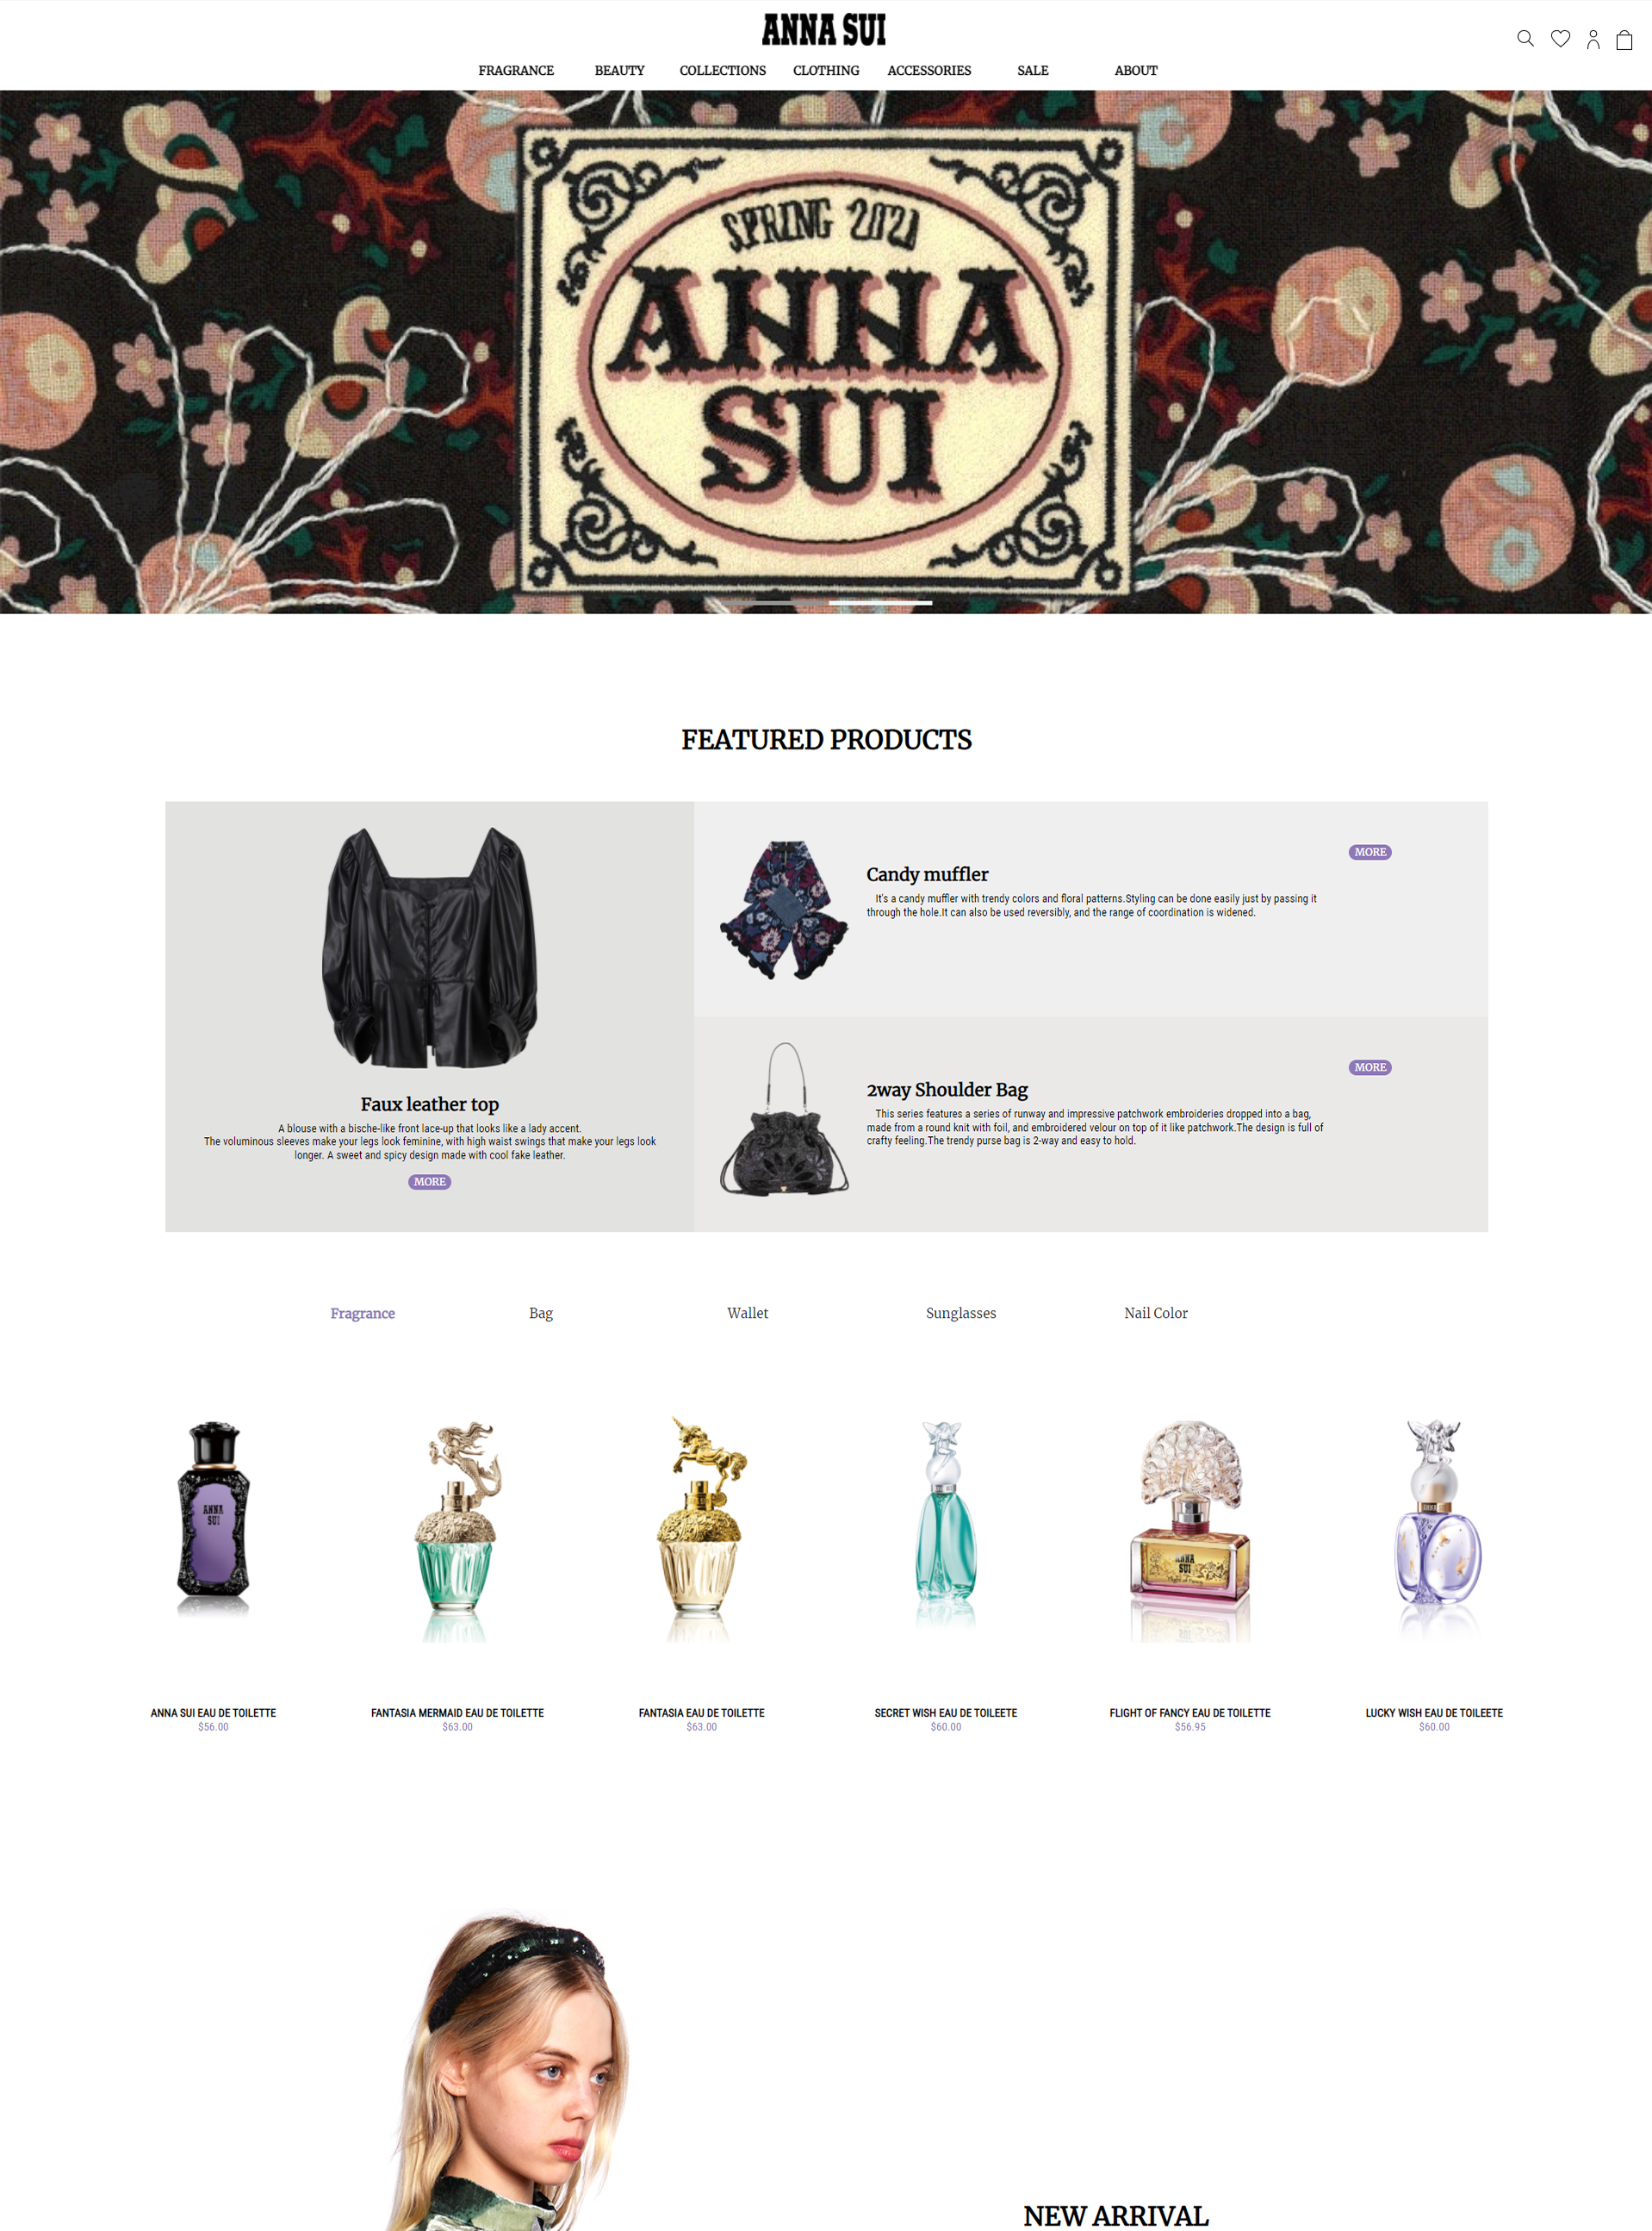 ANNA SUI
FRAGRANCE BEAUTY COLLECTIONS CLOTHING ACCESSORIES SALE ABOUT
SPRING 2021
ANNA
SUI
FEATURED PRODUCTS
Faux leather top
A blouse with a bische-like front lace-up that looks like a lady accent.
The voluminous sleeves make your legs look feminine, with high waist swings that make your legs look
longer. A sweet and spicy design made with cool fake leather.
MORE
Candy muffler
It's a candy muffler with trendy colors and floral patterns.Styling can be done easily just by passing it
through the hole.It can also be used reversibly, and the range of coordination is widened.
MORE
2way Shoulder Bag
This series features a series of runway and impressive patchwork embroideries dropped into a bag,
made from a round knit with foil, and embroidered velour on top of it like patchwork.The design is full of
crafty feeling.The trendy purse bag is 2-way and easy to hold.
MORE
Fragrance Bag Wallet Sunglasses Nail Color
ANNA
SUI
ANNA
SUI
ANNA SUI EAU DE TOILETTE
$56.00
FANTASIA MERMAID EAU DE TOILETTE
$63.00
FANTASIA EAU DE TOILETTE
$63.00
SECRET WISH EAU DE TOILEETE
$60.00
FLIGHT OF FANCY EAU DE TOILETTE
$56.95
LUCKY WISH EAU DE TOILEETE
$60.00
NEW ARRIVAL